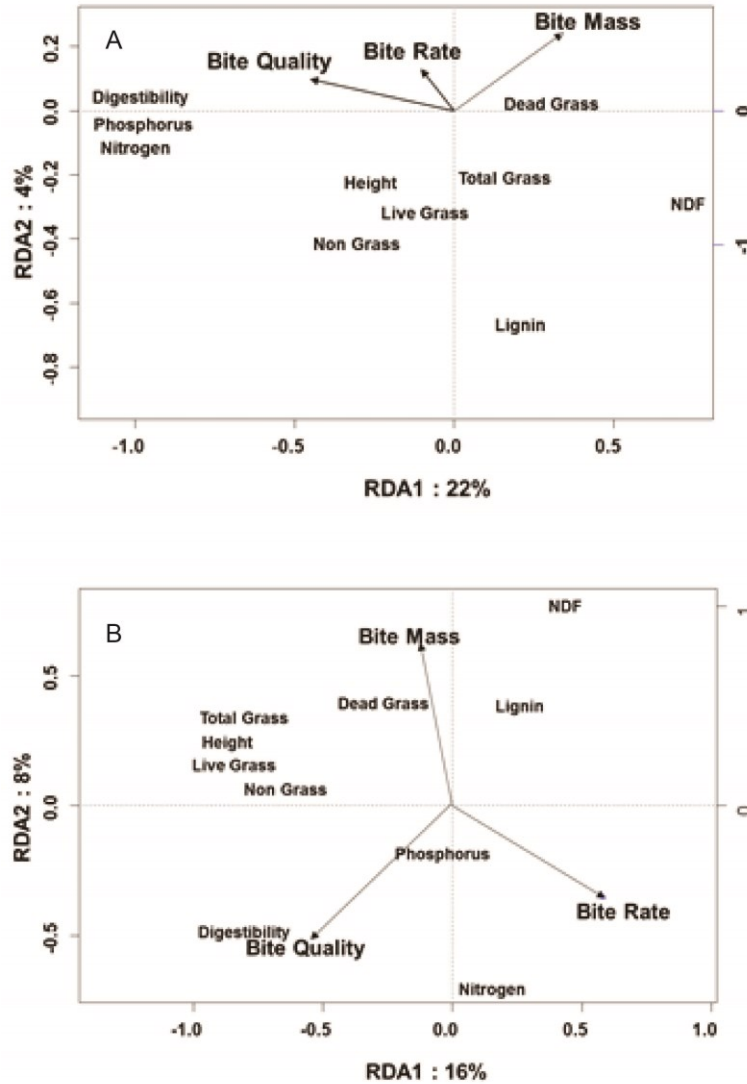 A
Bite Mass
Bite Rate
Bite Quality
0.2
0.0
-0.2
-0.4
-0.6
-0.8
RDA2 : 4%
Digestibility
Phosphorus
Nitrogen
Dead Grass
Height
Total Grass
Live Grass
Non Grass
NDF
Lignin
0
-1
-1.0 -0.5 0.0 0.5
RDA1 : 22%
B
NDF
Bite Mass
Dead Grass
Lignin
Total Grass
Height
Live Grass
Non Grass
Phosphorus
Digestibility
Bite Quality
Bite Rate
Nitrogen
0.5
0.0
-0.5
RDA2 : 8%
1
0
-1.0 -0.5 0.0 0.5 1.0
RDA1 : 16%